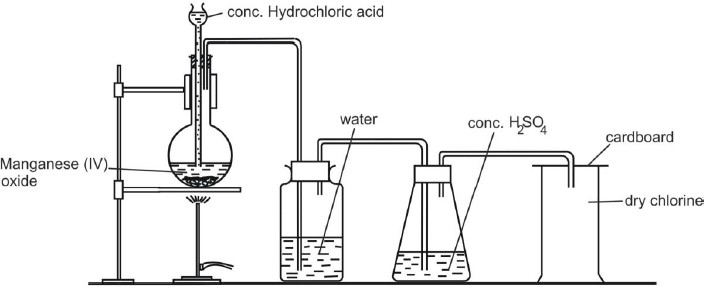 conc. Hydrochloric acid
water
conc. H₂SO₄
cardboard
Manganese (IV)
oxide
dry chlorine